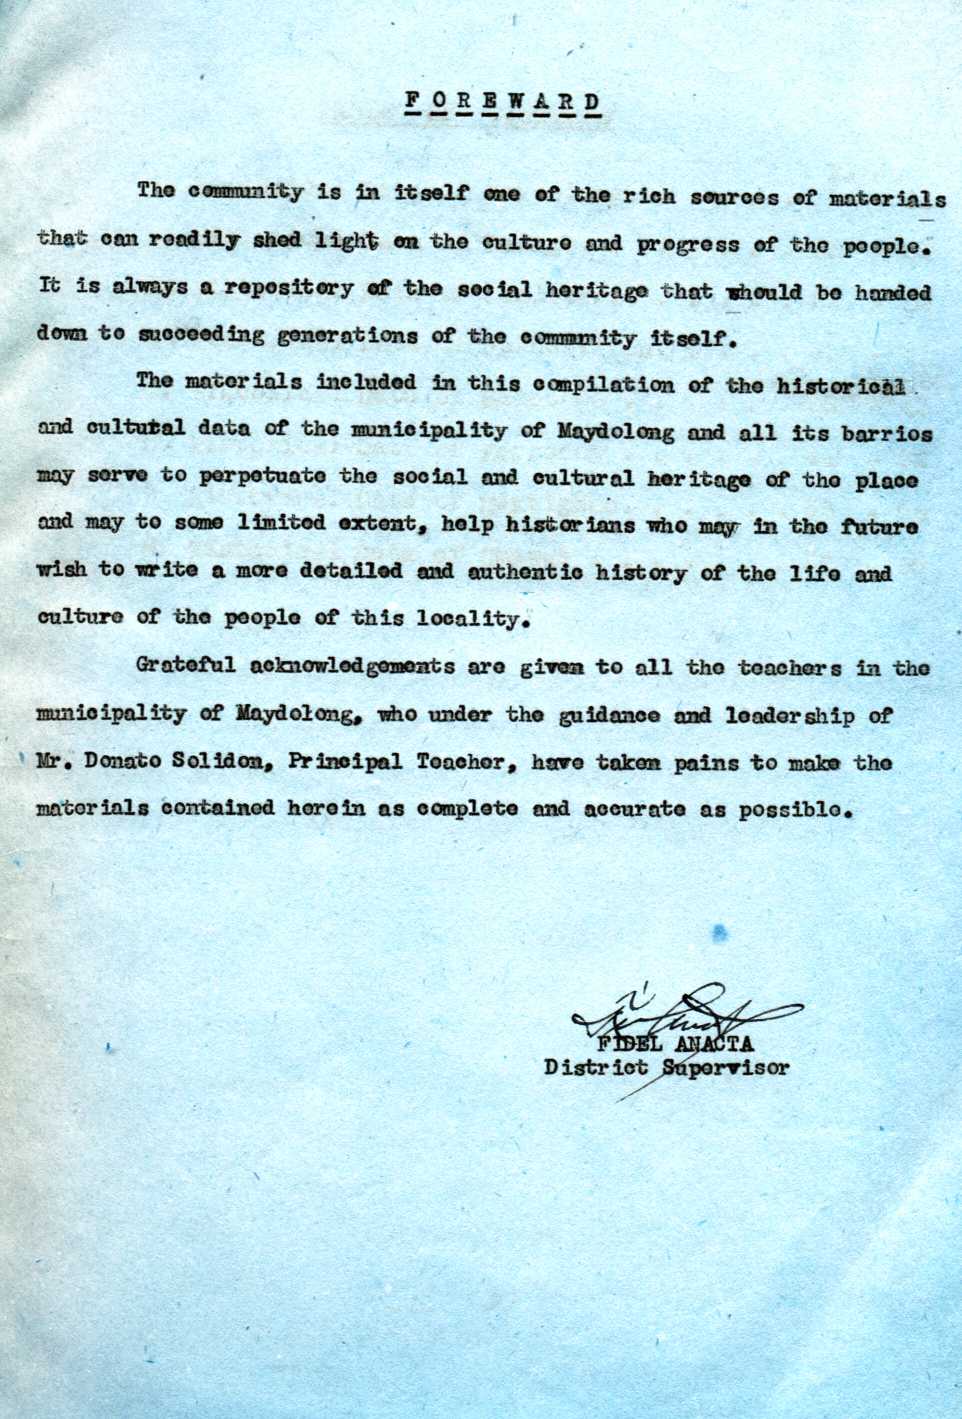 F O R E W A R D
The community is in itself one of the rich sources of materials
that can readily shed light on the culture and progress of the people.
It is always a repository of the social heritage that should be handed
down to succeeding generations of the community itself.
The materials included in this compilation of the historical
and cultutal data of the municipality of Maydolong and all its barrios
may serve to perpetuate the social and cultural heritage of the place
and may to some limited extent, help historians who may in the future
wish to write a more detailed and authentic history of the life and
culture of the people of this locality.
Grateful acknowledgements are given to all the teachers in the
municipality of Maydolong, who under the guidance and leadership of
Mr. Donato Solidon, Principal Teacher, have taken pains to make the
materials contained herein as complete and accurate as possible.
FIDEL ANACTA
District Supervisor